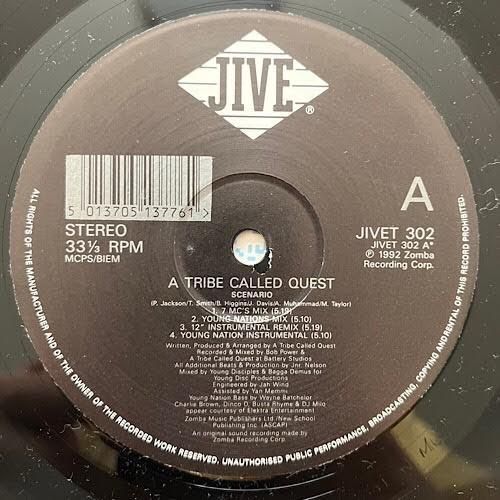 JIVE
®
A
5 013705 137761
STEREO
33⅓ RPM
MCPS/BIEM
JIVET 302
JIVET 302 A*
℗ 1992 Zomba
Recording Corp.
A TRIBE CALLED QUEST
SCENARIO
(P. Jackson/T. Smith/B. Higgins/J. Davis/A. Muhammad/M. Taylor)
1. 7 MC'S MIX (5.19)
2. YOUNG NATIONS MIX (5.10)
3. 12" INSTRUMENTAL REMIX (5.19)
4. YOUNG NATION INSTRUMENTAL (5.10)
Written, Produced & Arranged by A Tribe Called Quest
Recorded & Mixed by Bob Power &
A Tribe Called Quest at Battery Studios
All Additional Beats & Production by Jnr. Nelson
Mixed by Young Disciples & Bagga Demus for
Young Disc Productions
Engineered by Jah Wind
Assisted by Yan Memmi
Young Nation Bass by Wayne Batchelor
Charlie Brown, Dinco D, Busta Rhyme & DJ Milo
appear courtesy of Elektra Entertainment
Zomba Music Publishers Ltd /New School
Publishing Inc (ASCAP)
An original sound recording made by
Zomba Recording Corp.
ALL RIGHTS OF THE MANUFACTURER AND OF THE OWNER OF THE RECORDED WORK RESERVED. UNAUTHORISED PUBLIC PERFORMANCE, BROADCASTING, COPYING AND RENTAL OF THIS RECORD PROHIBITED.